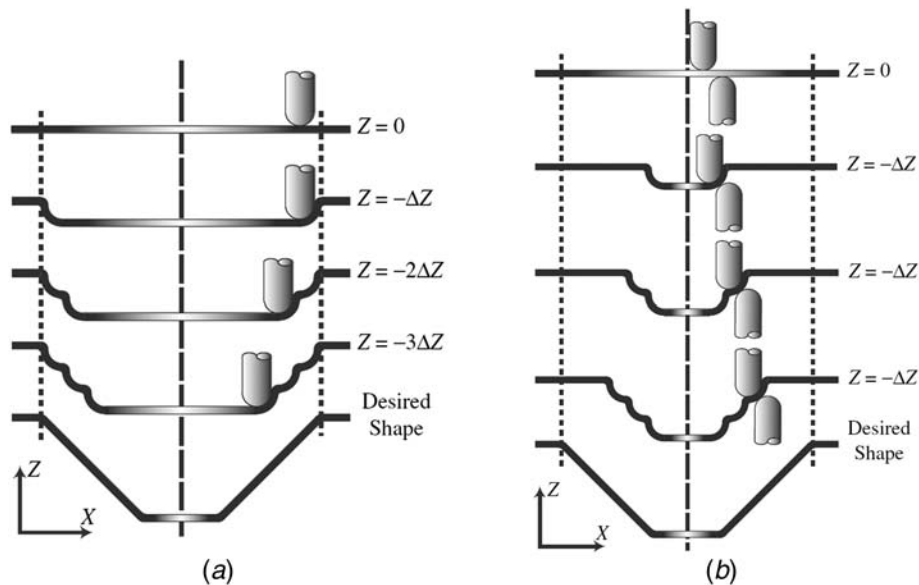 Z = 0
Z = −ΔZ
Z = −2ΔZ
Z = −3ΔZ
Desired
Shape
Z
X
(a)
Z = 0
Z = −ΔZ
Z = −ΔZ
Z = −ΔZ
Desired
Shape
Z
X
(b)